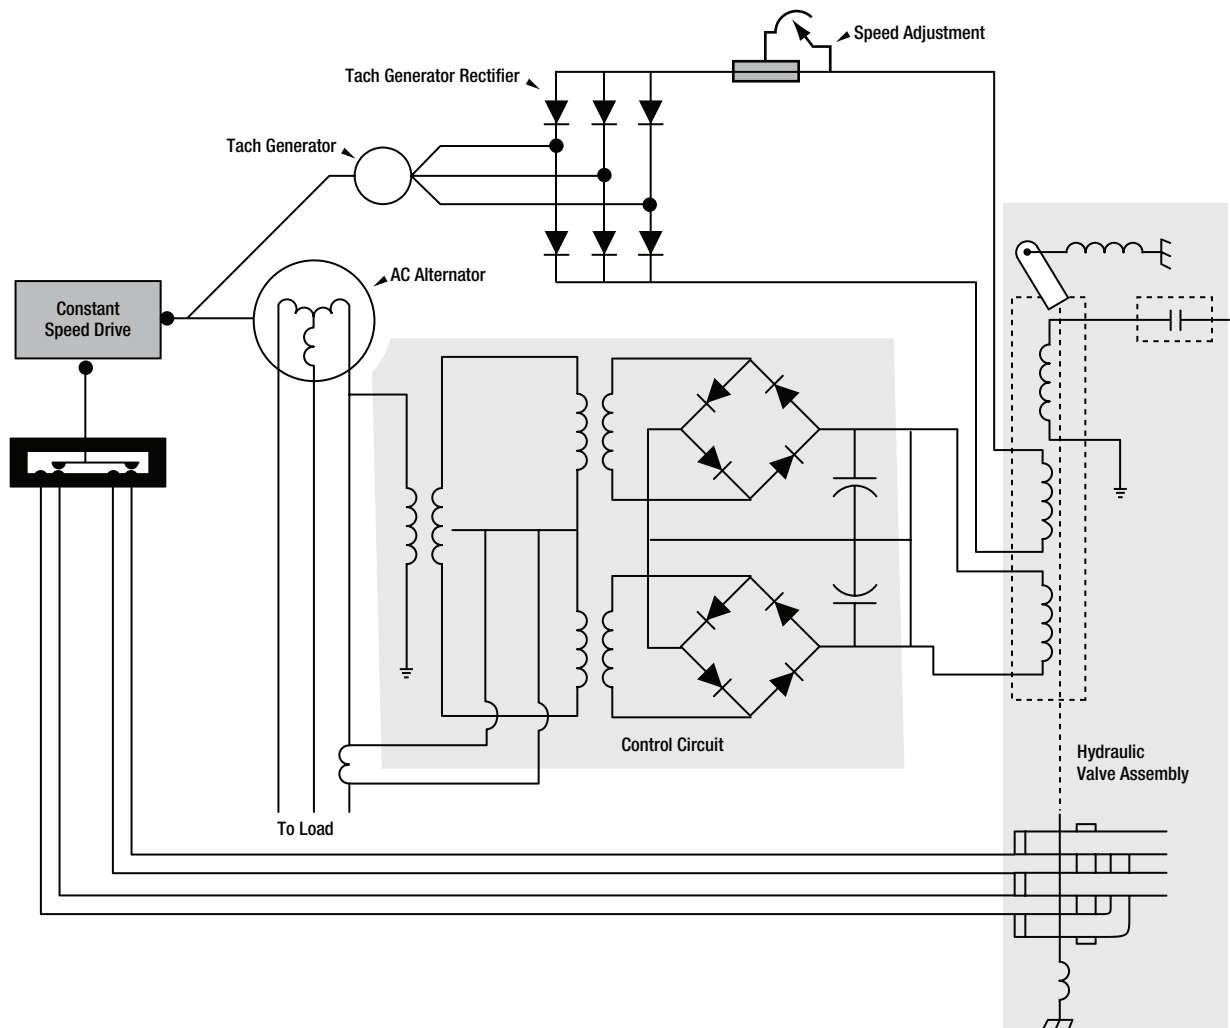 Speed Adjustment
Tach Generator Rectifier
Tach Generator
AC Alternator
Constant
Speed Drive
Control Circuit
Hydraulic
Valve Assembly
To Load